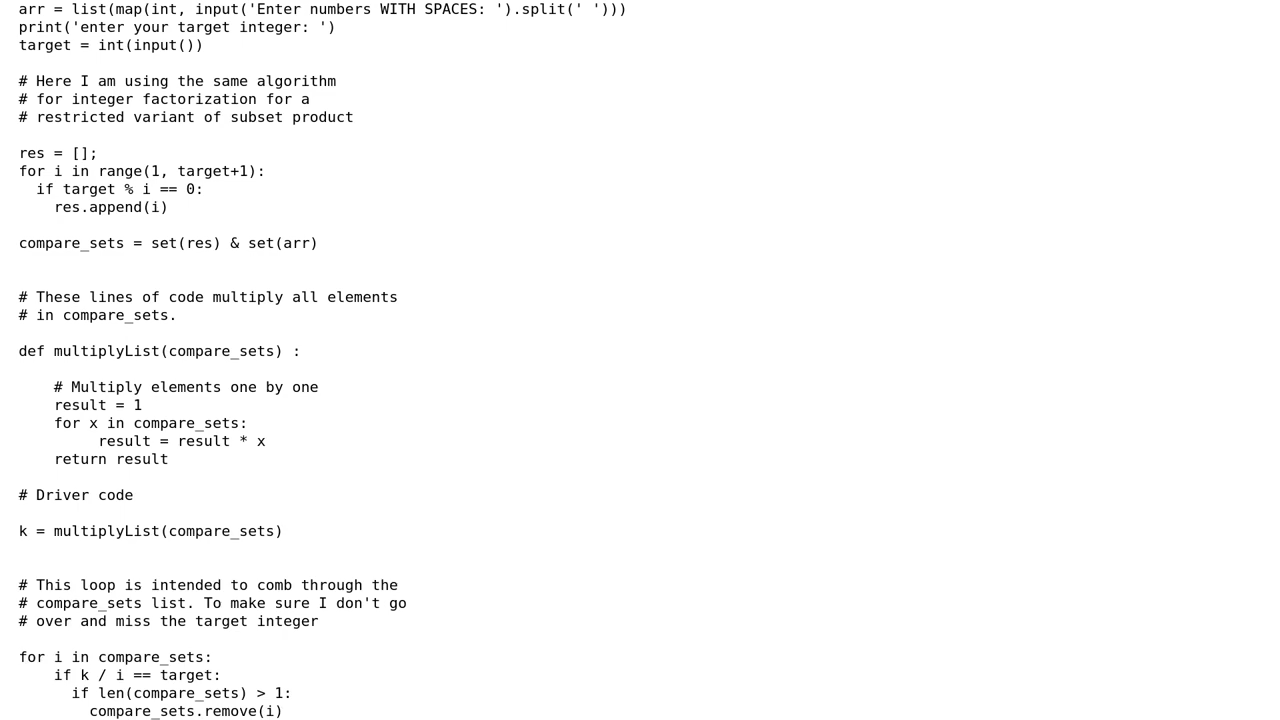 arr = list(map(int, input('Enter numbers WITH SPACES: ').split(' ')))
print('enter your target integer: ')
target = int(input())
# Here I am using the same algorithm
# for integer factorization for a
# restricted variant of subset product
res = [];
for i in range(1, target+1):
  if target % i == 0:
    res.append(i)
compare_sets = set(res) & set(arr)
# These lines of code multiply all elements
# in compare_sets.
def multiplyList(compare_sets) :
    # Multiply elements one by one
    result = 1
    for x in compare_sets:
         result = result * x
    return result
# Driver code
k = multiplyList(compare_sets)
# This loop is intended to comb through the
# compare_sets list. To make sure I don't go
# over and miss the target integer
for i in compare_sets:
    if k / i == target:
      if len(compare_sets) > 1:
        compare_sets.remove(i)